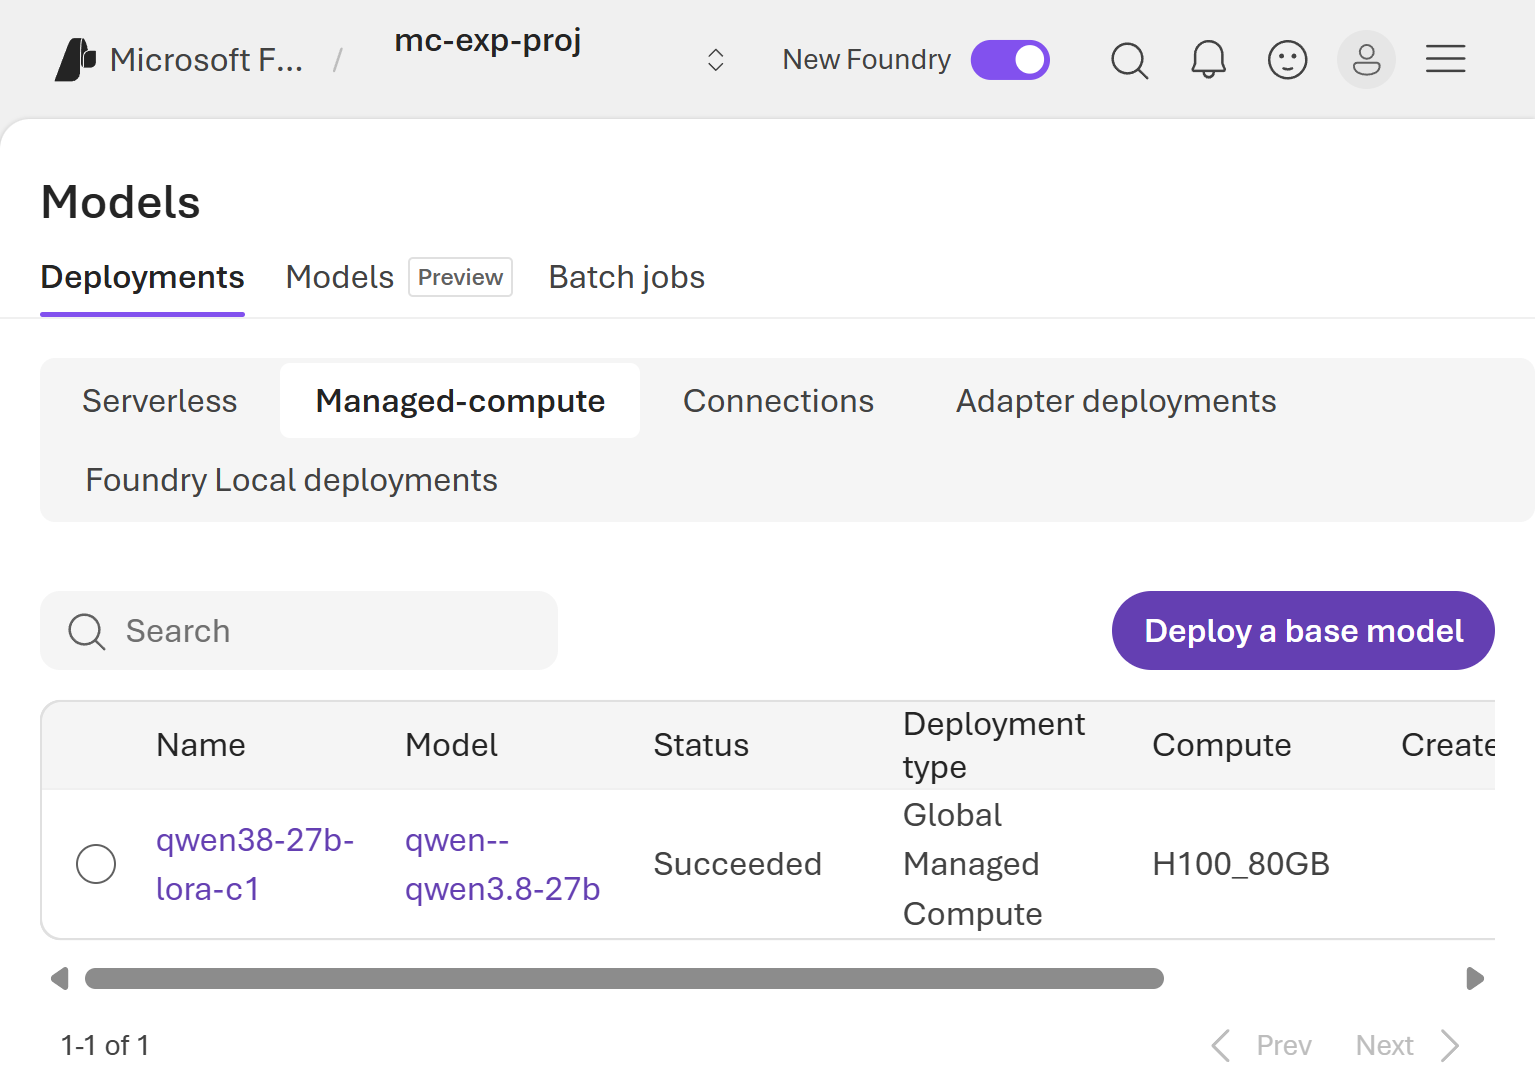 Microsoft F... / mc-exp-proj New Foundry
Models
Deployments Models Preview Batch jobs
Serverless Managed-compute Connections Adapter deployments
Foundry Local deployments
Search Deploy a base model
Name Model Status Deployment type Compute Create
qwen38-27b-lora-c1 qwen--qwen3.8-27b Succeeded Global Managed Compute H100_80GB
1-1 of 1 Prev Next